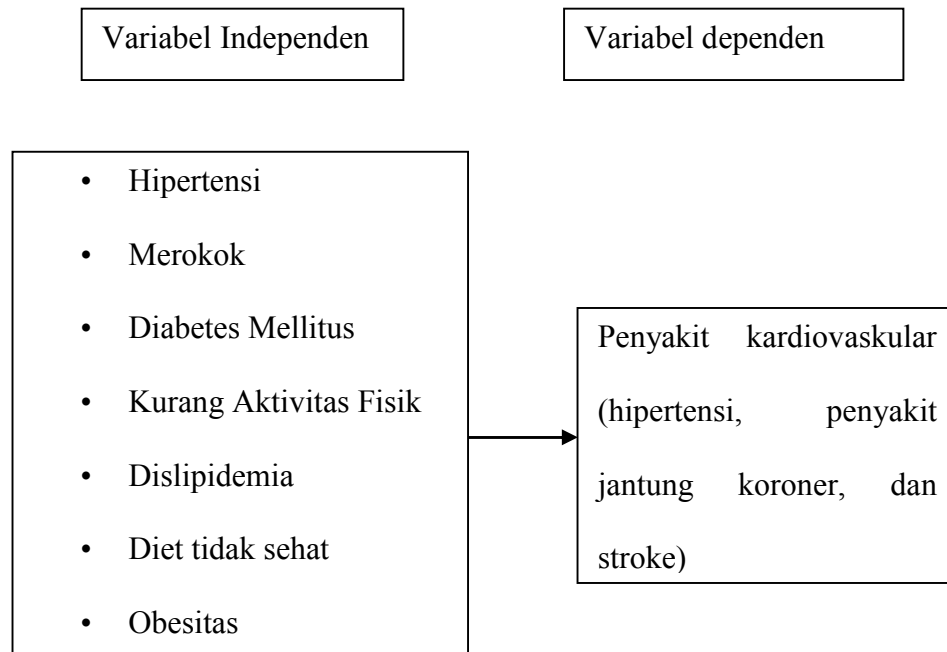 Variabel Independen
Variabel dependen
• Hipertensi
• Merokok
• Diabetes Mellitus
• Kurang Aktivitas Fisik
• Dislipidemia
• Diet tidak sehat
• Obesitas
Penyakit kardiovaskular
(hipertensi, penyakit
jantung koroner, dan
stroke)